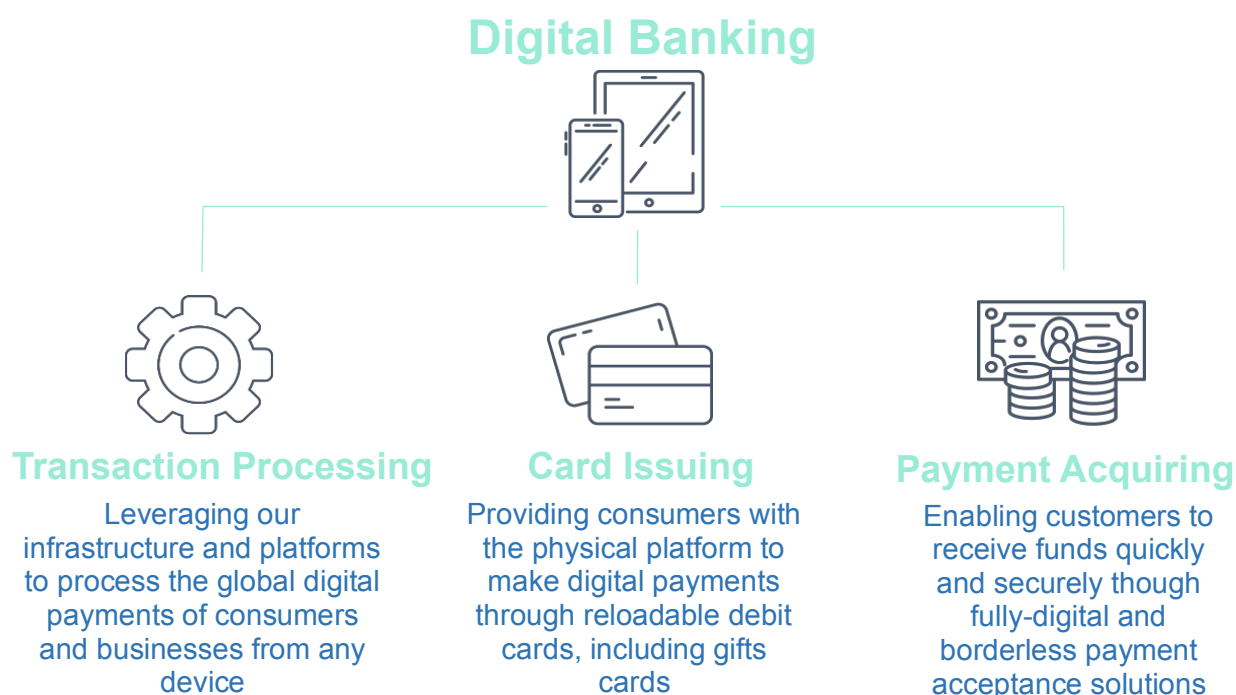 Digital Banking
Transaction Processing
Leveraging our
infrastructure and platforms
to process the global digital
payments of consumers
and businesses from any
device
Card Issuing
Providing consumers with
the physical platform to
make digital payments
through reloadable debit
cards, including gifts
cards
Payment Acquiring
Enabling customers to
receive funds quickly
and securely though
fully-digital and
borderless payment
acceptance solutions